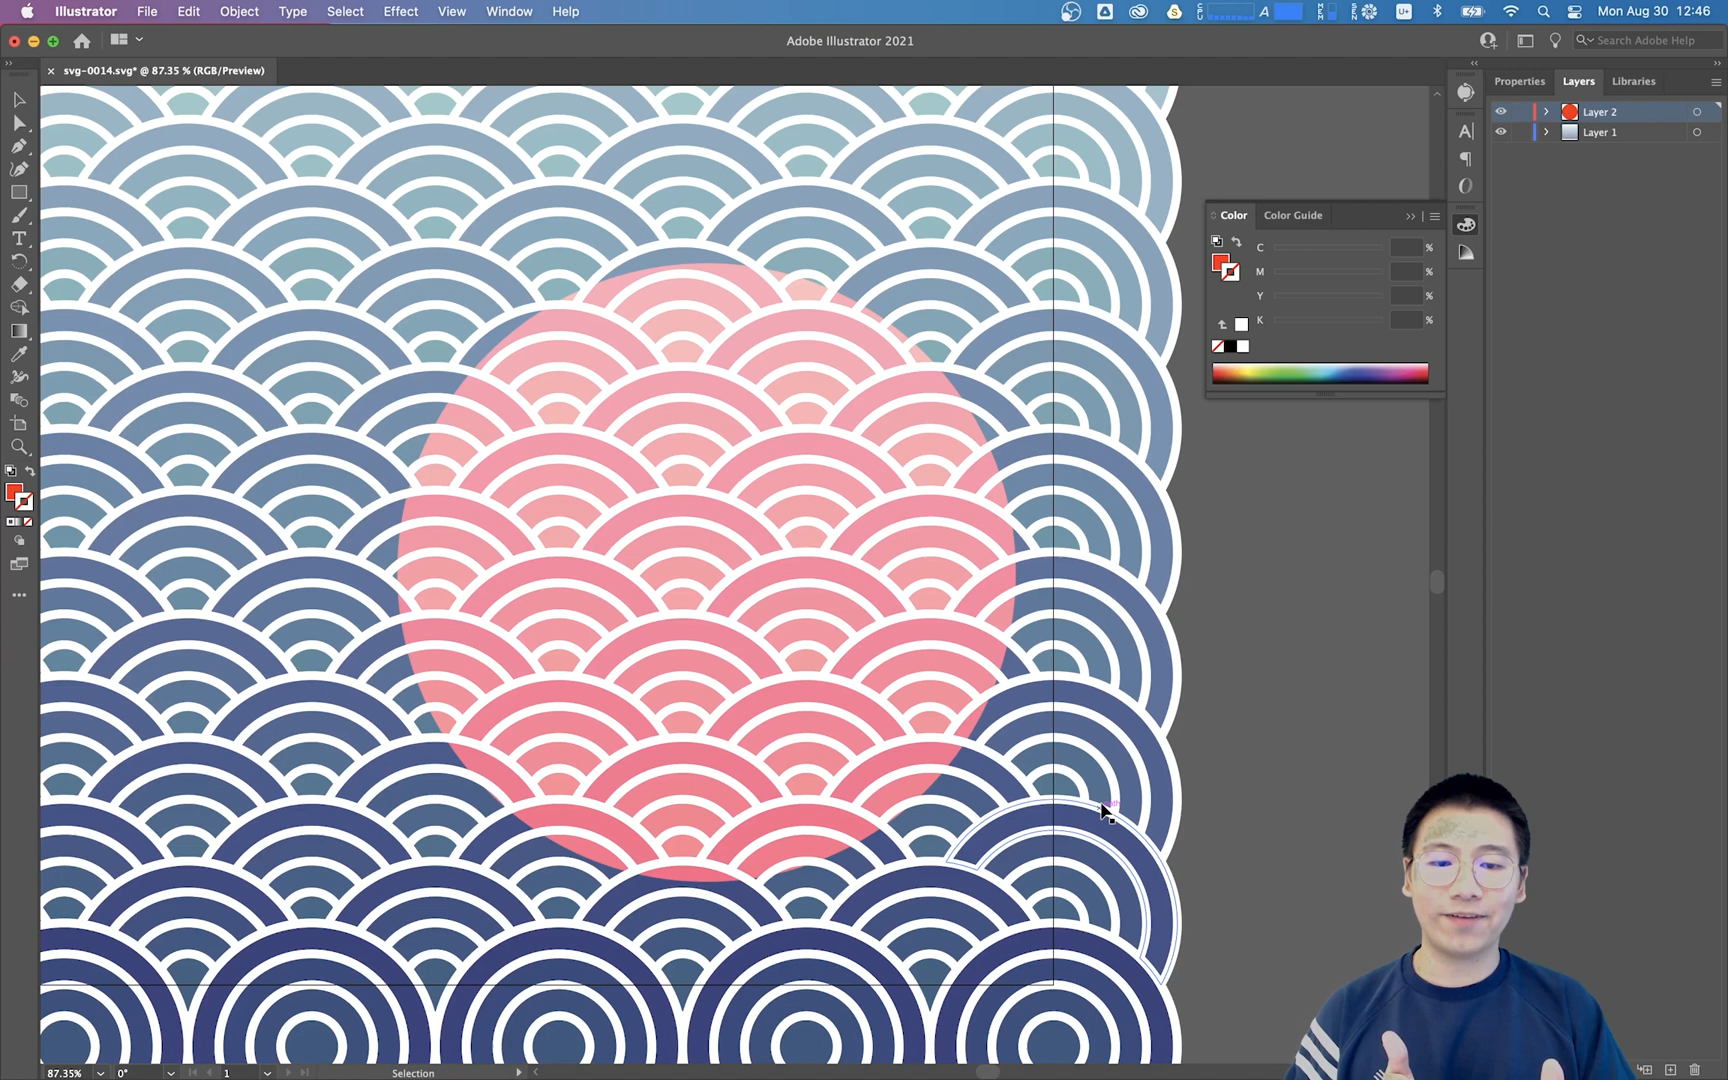 Illustrator File Edit Object Type Select Effect View Window Help
Mon Aug 30 12:46
Adobe Illustrator 2021
Search Adobe Help
svg-0014.svg* @ 87.35 % (RGB/Preview)
Properties Layers Libraries
Layer 2
Layer 1
Color Color Guide
C %
M %
Y %
K %
87.35% 0° 1 Selection